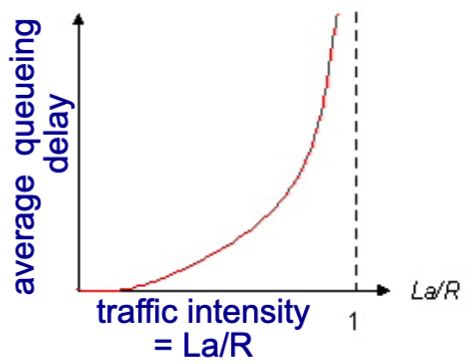 average queueing
delay
La/R
traffic intensity
= La/R
1